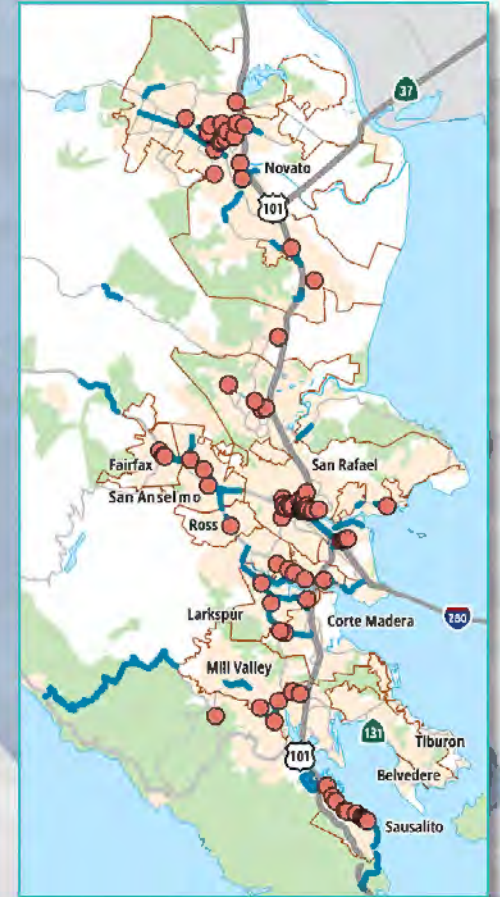 37
Novato
101
San Rafael
Fairfax
San Anselmo
Ross
280
Larkspur
Corte Madera
Mill Valley
131
Tiburon
101
Belvedere
Sausalito